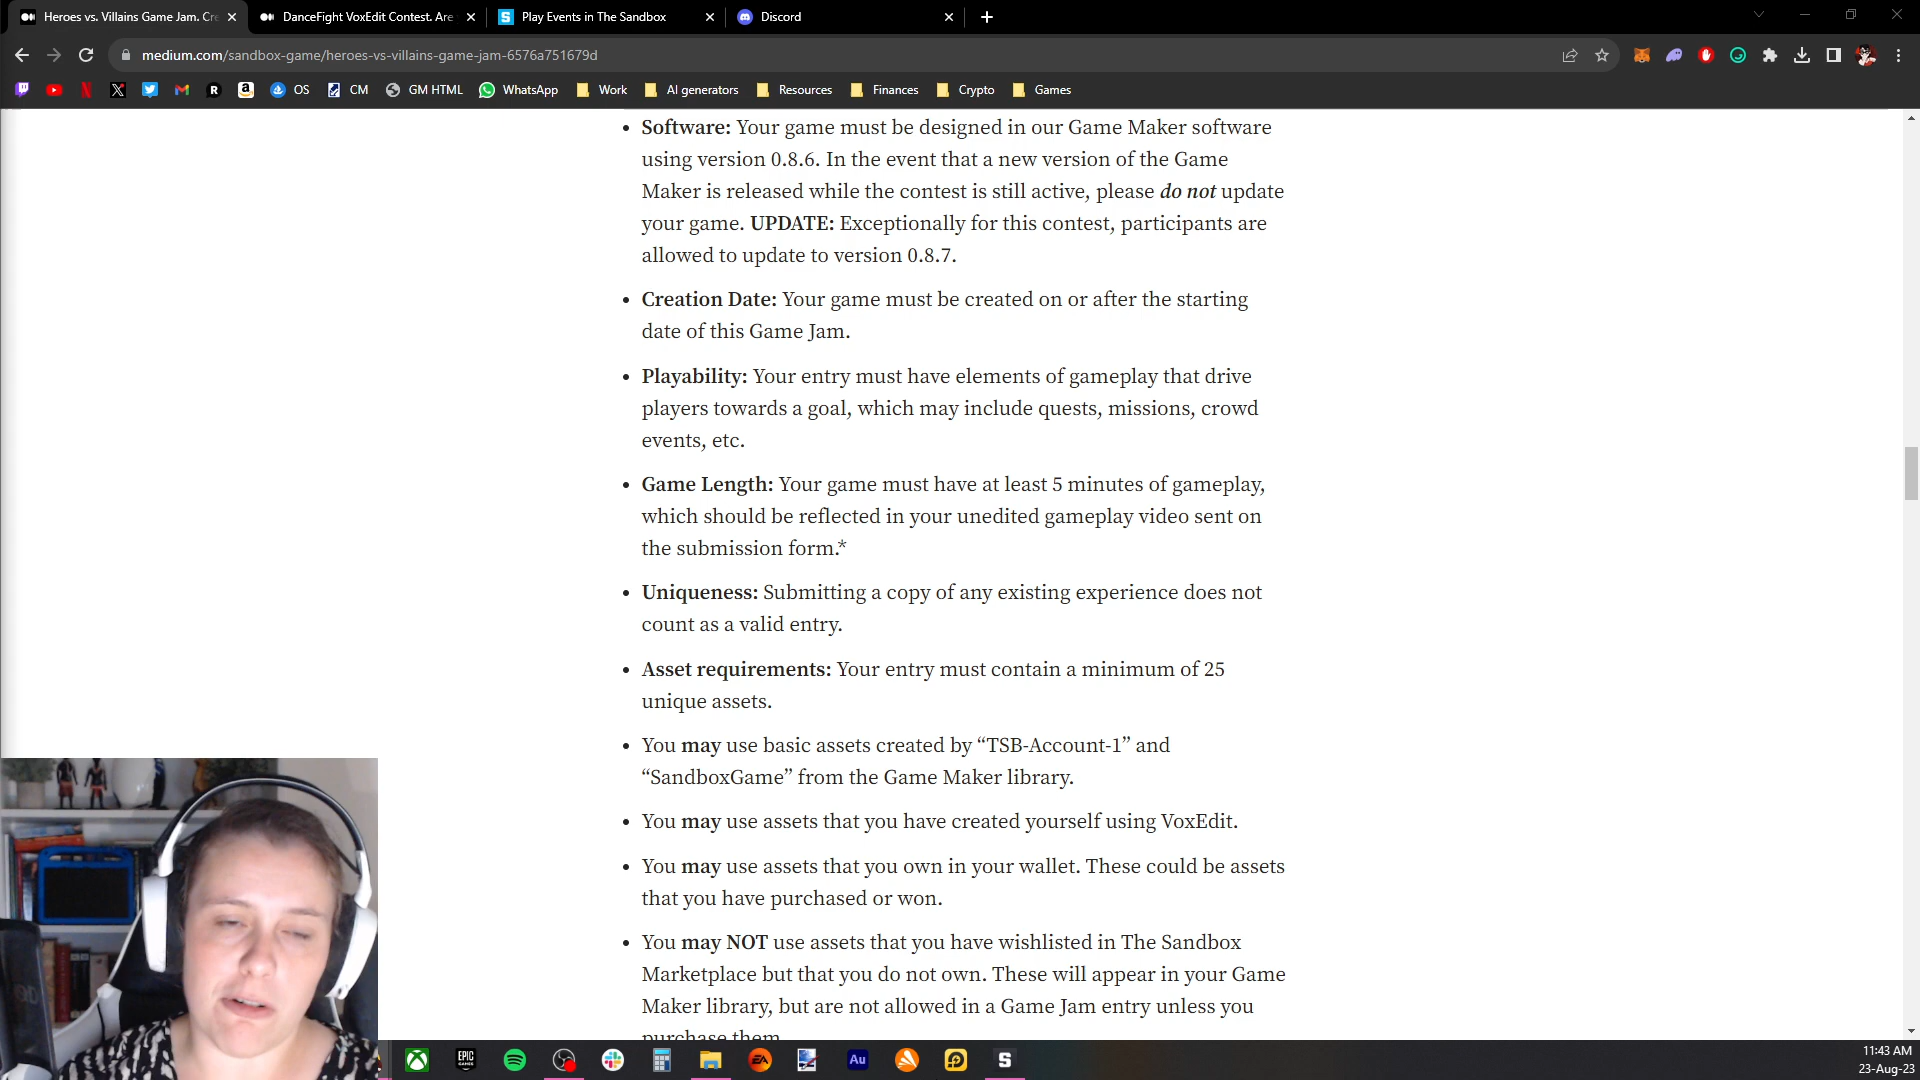 Heroes vs. Villains Game Jam. Cre
DanceFight VoxEdit Contest. Are
Play Events in The Sandbox
Discord
medium.com/sandbox-game/heroes-vs-villains-game-jam-6576a751679d
OS
CM
GM HTML
WhatsApp
Work
AI generators
Resources
Finances
Crypto
Games
• Software: Your game must be designed in our Game Maker software
using version 0.8.6. In the event that a new version of the Game
Maker is released while the contest is still active, please do not update
your game. UPDATE: Exceptionally for this contest, participants are
allowed to update to version 0.8.7.
• Creation Date: Your game must be created on or after the starting
date of this Game Jam.
• Playability: Your entry must have elements of gameplay that drive
players towards a goal, which may include quests, missions, crowd
events, etc.
• Game Length: Your game must have at least 5 minutes of gameplay,
which should be reflected in your unedited gameplay video sent on
the submission form.*
• Uniqueness: Submitting a copy of any existing experience does not
count as a valid entry.
• Asset requirements: Your entry must contain a minimum of 25
unique assets.
• You may use basic assets created by “TSB-Account-1” and
“SandboxGame” from the Game Maker library.
• You may use assets that you have created yourself using VoxEdit.
• You may use assets that you own in your wallet. These could be assets
that you have purchased or won.
• You may NOT use assets that you have wishlisted in The Sandbox
Marketplace but that you do not own. These will appear in your Game
Maker library, but are not allowed in a Game Jam entry unless you
purchase them.
EPIC
GAMES
EA
Au
S
11:43 AM
23-Aug-23